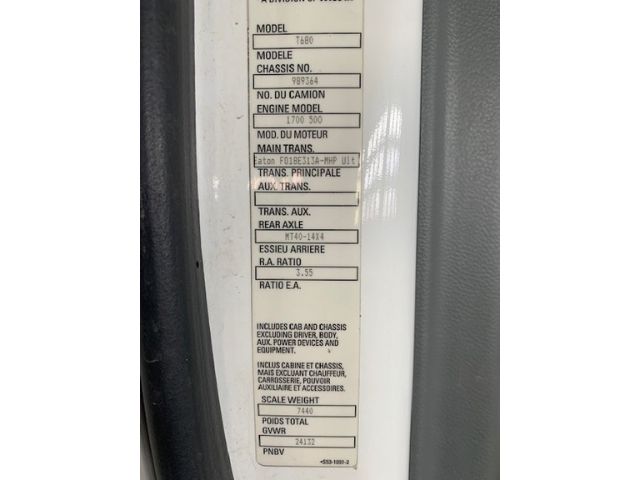 A DIVISION OF
MODEL
T680
MODELE
CHASSIS NO.
989364
NO. DU CAMION
ENGINE MODEL
1700 500
MOD. DU MOTEUR
MAIN TRANS.
Eaton FO18E313A-MHP Ult
TRANS. PRINCIPALE
AUX. TRANS.
TRANS. AUX.
REAR AXLE
MT40-14X4
ESSIEU ARRIERE
R.A. RATIO
3.55
RATIO E.A.
INCLUDES CAB AND CHASSIS
EXCLUDING DRIVER, BODY,
AUX. POWER DEVICES AND
EQUIPMENT.
INCLUS CABINE ET CHASSIS,
MAIS EXCLUANT CHAUFFEUR,
CARROSSERIE, POUVOIR
AUXILIAIRE ET ACCESSOIRES.
SCALE WEIGHT
7440
POIDS TOTAL
GVWR
24132
PNBV